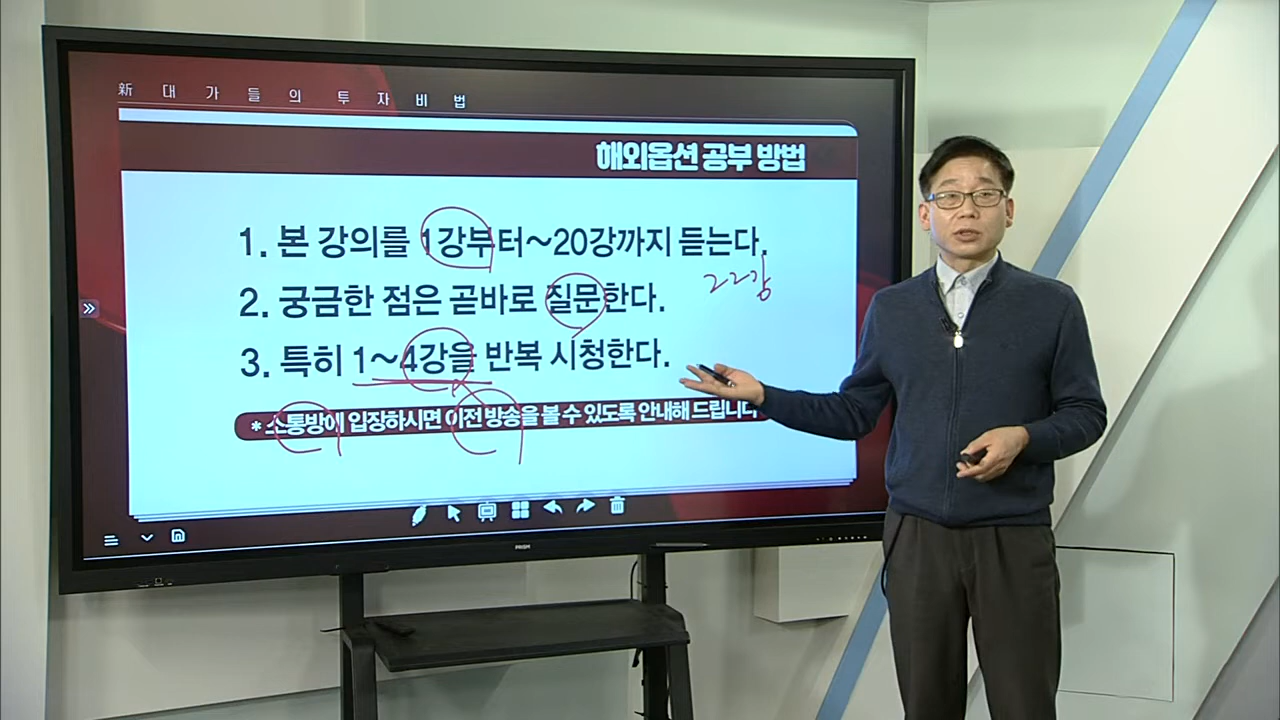 新대가들의 투자비법
해외옵션 공부 방법
1. 본 강의를 1강부터~20강까지 듣는다.
22강
2. 궁금한 점은 곧바로 질문한다.
3. 특히 1~4강을 반복 시청한다.
* 소통방에 입장하시면 이전 방송을 볼 수 있도록 안내해 드립니다
PRISM